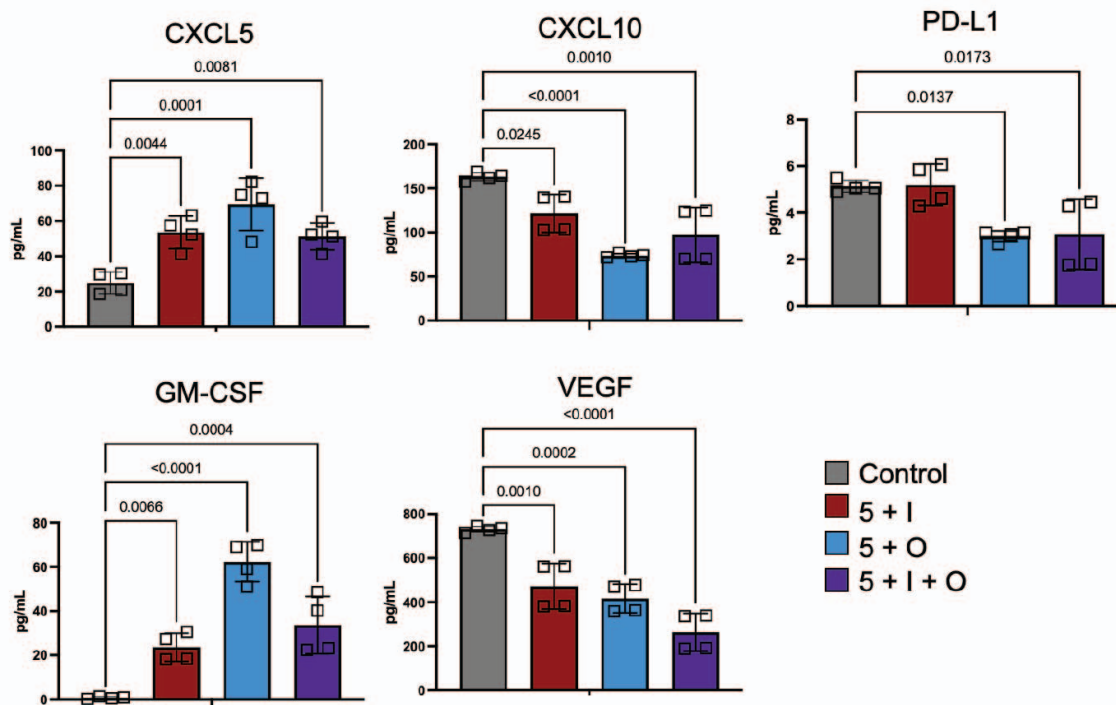 CXCL5
0.0081
0.0001
0.0044
100
80
60
40
20
0
pg/mL
CXCL10
0.0010
<0.0001
0.0245
200
150
100
50
0
pg/mL
PD-L1
0.0173
0.0137
8
6
4
2
0
pg/mL
GM-CSF
0.0004
<0.0001
0.0066
80
60
40
20
0
pg/mL
VEGF
<0.0001
0.0002
0.0010
800
600
400
200
0
pg/mL
Control
5 + I
5 + O
5 + I + O